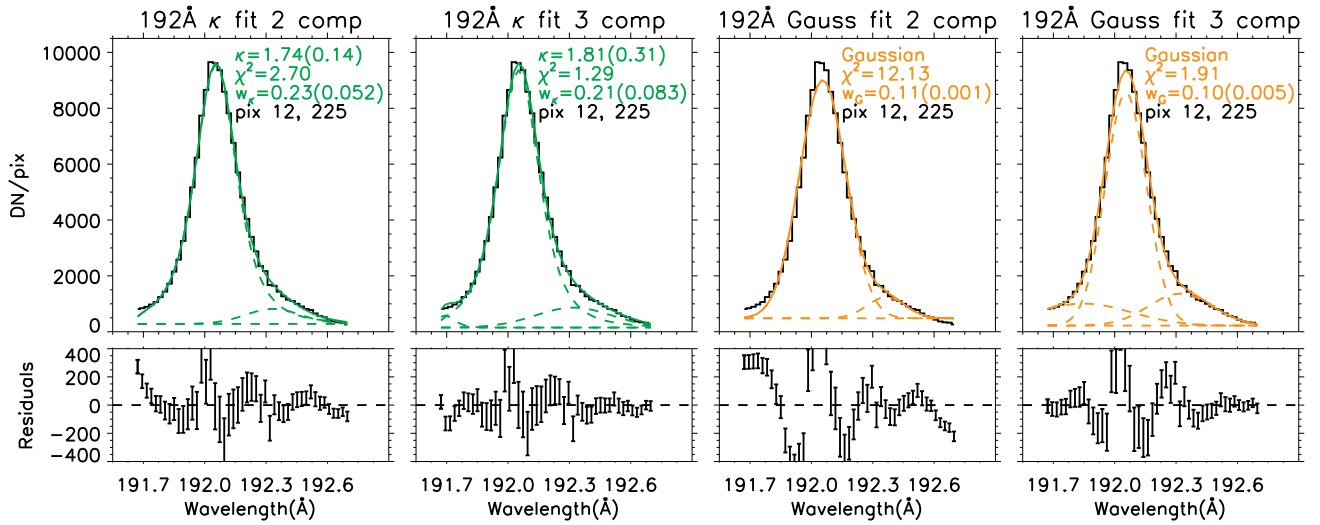 192Å κ fit 2 comp
192Å κ fit 3 comp
192Å Gauss fit 2 comp
192Å Gauss fit 3 comp
DN/pix
10000
8000
6000
4000
2000
0
κ=1.74(0.14)
χ²=2.70
wκ=0.23(0.052)
pix 12, 225
κ=1.81(0.31)
χ²=1.29
wκ=0.21(0.083)
pix 12, 225
Gaussian
χ²=12.13
wG=0.11(0.001)
pix 12, 225
Gaussian
χ²=1.91
wG=0.10(0.005)
pix 12, 225
Residuals
400
200
0
−200
−400
191.7 192.0 192.3 192.6
Wavelength(Å)
191.7 192.0 192.3 192.6
Wavelength(Å)
191.7 192.0 192.3 192.6
Wavelength(Å)
191.7 192.0 192.3 192.6
Wavelength(Å)